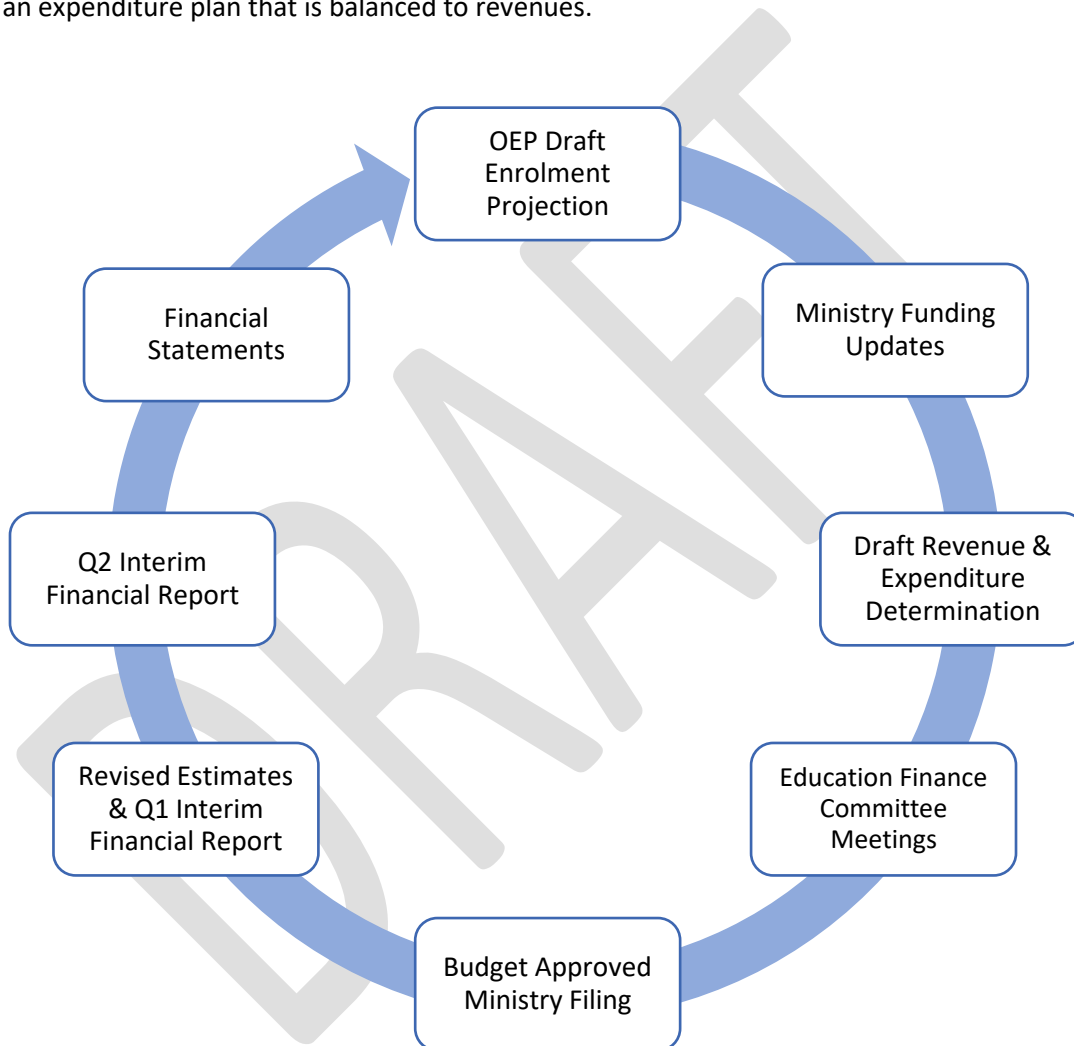 an expenditure plan that is balanced to revenues.
OEP Draft
Enrolment
Projection
Ministry Funding
Updates
Draft Revenue &
Expenditure
Determination
Education Finance
Committee
Meetings
Budget Approved
Ministry Filing
Revised Estimates
& Q1 Interim
Financial Report
Q2 Interim
Financial Report
Financial
Statements
DRAFT